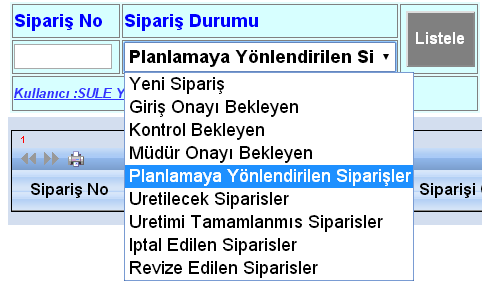 Sipariş No Sipariş Durumu
Listele
Planlamaya Yönlendirilen Si
Kullanıcı :SULE Y
Yeni Sipariş
Giriş Onayı Bekleyen
Kontrol Bekleyen
Müdür Onayı Bekleyen
Planlamaya Yönlendirilen Siparişler
Uretilecek Siparisler
Uretimi Tamamlanmıs Siparisler
Iptal Edilen Siparisler
Revize Edilen Siparisler
1
Sipariş No Siparişi